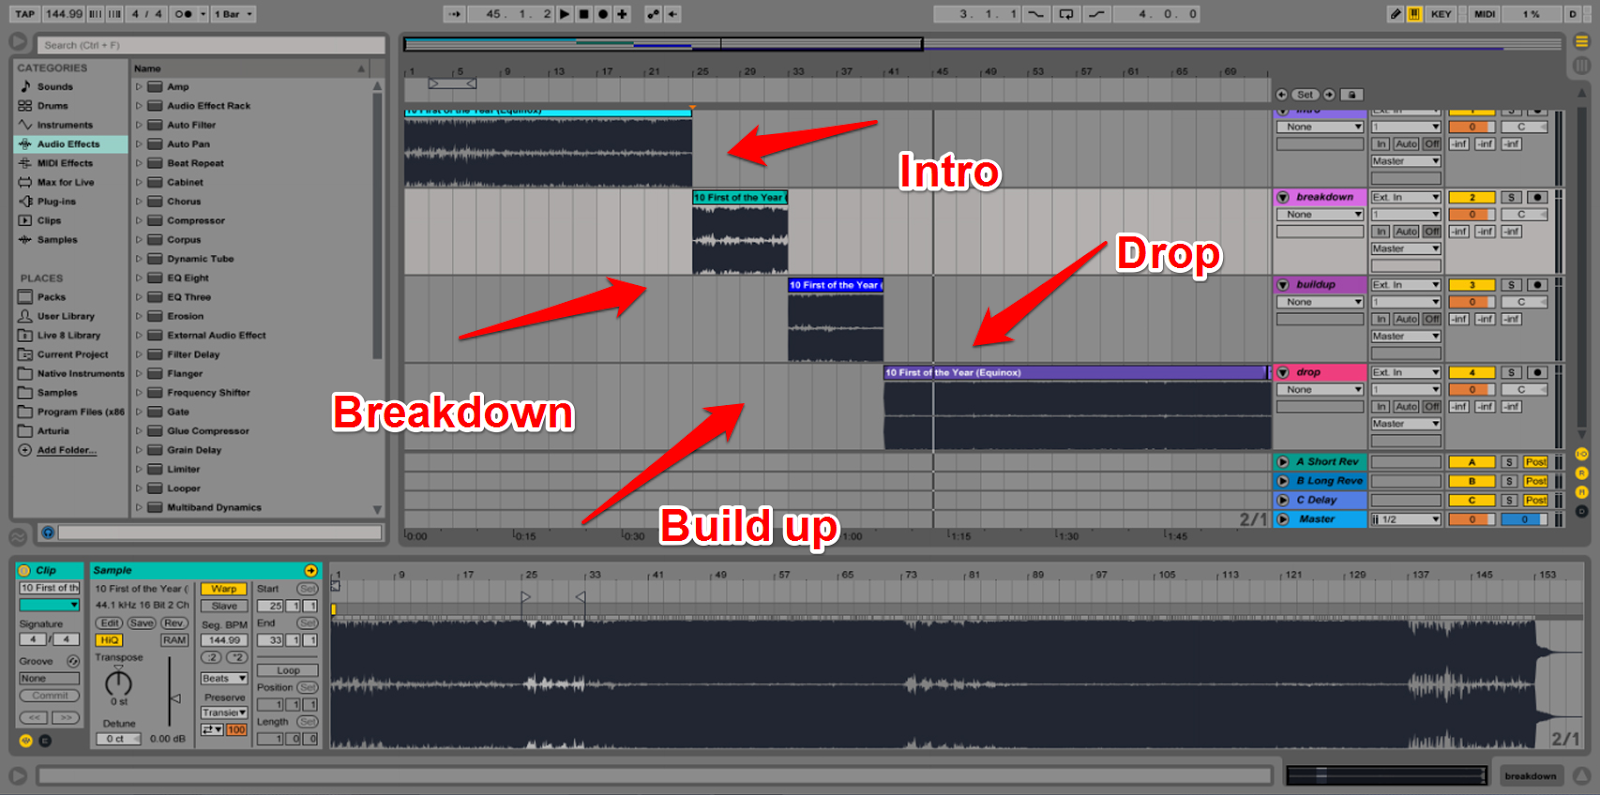 TAP 144.99 4 / 4 1 Bar 45. 1. 2 3. 1. 1 4. 0. 0 KEY MIDI 1 % D
Search (Ctrl + F)
CATEGORIES
Sounds
Drums
Instruments
Audio Effects
MIDI Effects
Max for Live
Plug-ins
Clips
Samples
PLACES
Packs
User Library
Live 8 Library
Current Project
Native Instruments
Samples
Program Files (x86
Arturia
Add Folder...
Name
Amp
Audio Effect Rack
Auto Filter
Auto Pan
Beat Repeat
Cabinet
Chorus
Compressor
Corpus
Dynamic Tube
EQ Eight
EQ Three
Erosion
External Audio Effect
Filter Delay
Flanger
Frequency Shifter
Gate
Glue Compressor
Grain Delay
Limiter
Looper
Multiband Dynamics
1 5 9 13 17 21 25 29 33 37 41 45 49 53 57 61 65 69
Set
10 First of the Year (Equinox)
Intro
10 First of the Year (
Drop
10 First of the Year (
10 First of the Year (Equinox)
Breakdown
Build up
2/1
0:00 0:15 0:30 1:00 1:15 1:30 1:45
intro Ext. In 1
None 1 0 C
In Auto Off -inf -inf -inf
Master
breakdown Ext. In 2 S
None 1 0 C
In Auto Off -inf -inf -inf
Master
buildup Ext. In 3 S
None 1 0 C
In Auto Off -inf -inf -inf
Master
drop Ext. In 4 S
None 1 0 C
In Auto Off -inf -inf -inf
Master
A Short Rev A S Post
B Long Reve B S Post
C Delay C S Post
Master 1/2 0 0
Clip
10 First of th
Signature
4 / 4
Groove
None
Commit
<< >>
Sample
10 First of the Year (
44.1 kHz 16 Bit 2 Ch
Edit Save Rev
HiQ RAM
Transpose
0 st
Detune
0 ct 0.00 dB
Warp
Slave
Seg. BPM
144.99
:2 *2
Beats
Preserve
Transien
100
Start Set
25 1 1
End Set
33 1 1
Loop
Position Set
1 1 1
Length Set
1 0 0
1 9 17 25 33 41 49 57 65 73 81 89 97 105 113 121 129 137 145 153
2/1
breakdown